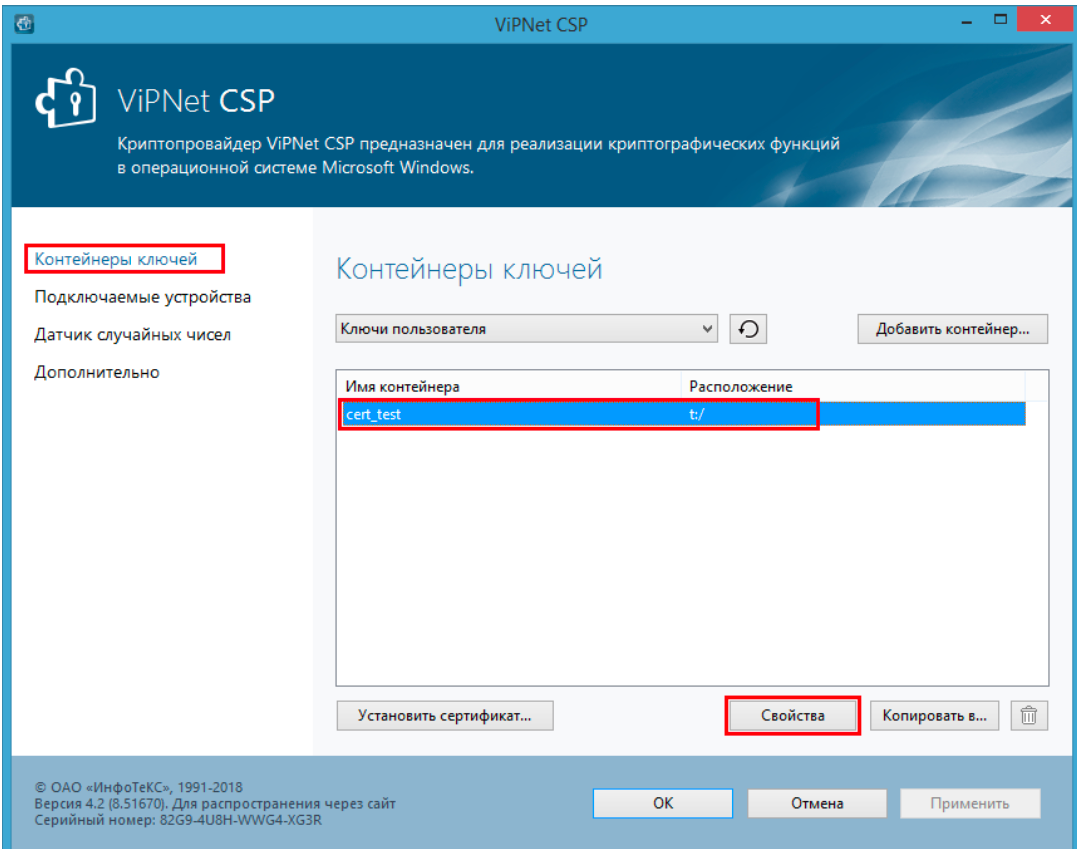 ViPNet CSP
ViPNet CSP
Криптопровайдер ViPNet CSP предназначен для реализации криптографических функций
в операционной системе Microsoft Windows.
Контейнеры ключей
Подключаемые устройства
Датчик случайных чисел
Дополнительно
Контейнеры ключей
Ключи пользователя
Добавить контейнер...
Имя контейнера Расположение
cert_test t:/
Установить сертификат... Свойства Копировать в...
© ОАО «ИнфоТеКС», 1991-2018
Версия 4.2 (8.51670). Для распространения через сайт
Серийный номер: 82G9-4U8H-WWG4-XG3R
OK Отмена Применить